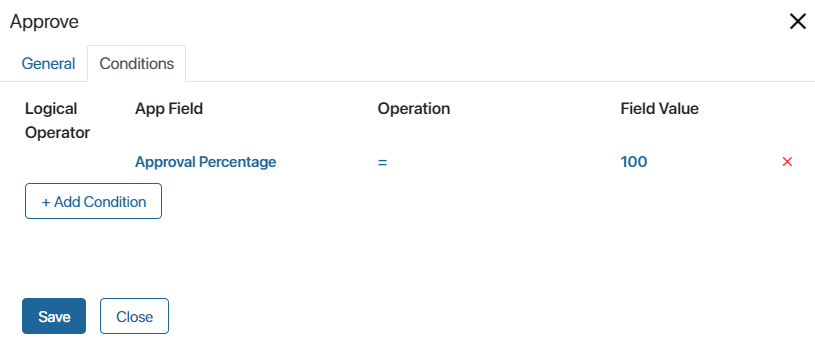 Approve
General Conditions
Logical Operator App Field Operation Field Value
Approval Percentage = 100
+ Add Condition
Save Close